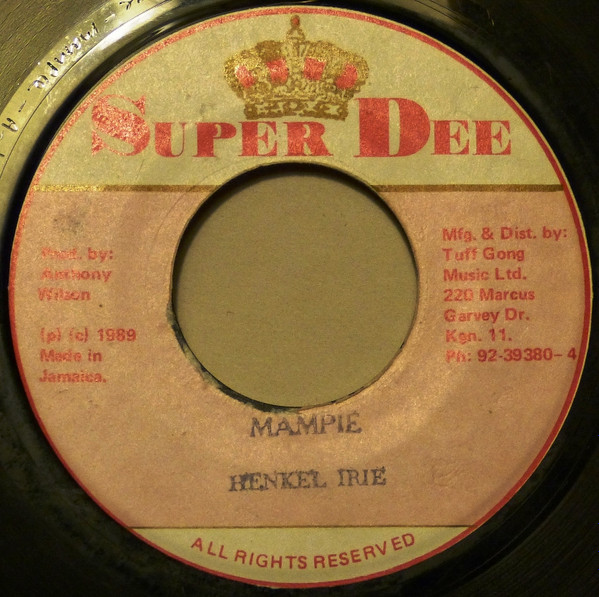 SUPER DEE
Prod. by:
Anthony
Wilson
(p) (c) 1989
Made in
Jamaica.
Mfg. & Dist. by:
Tuff Gong
Music Ltd.
220 Marcus
Garvey Dr.
Kgn. 11.
Ph: 92-39380-4
MAMPIE
HENKEL IRIE
ALL RIGHTS RESERVED